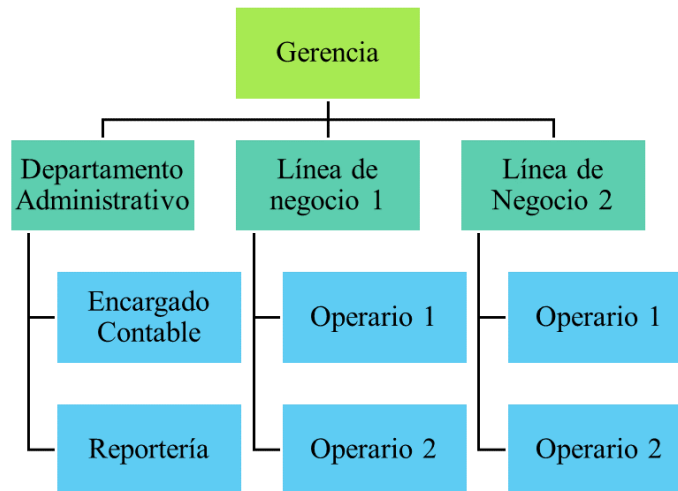 Gerencia
Departamento
Administrativo
Línea de
negocio 1
Línea de
Negocio 2
Encargado
Contable
Operario 1
Operario 1
Reportería
Operario 2
Operario 2